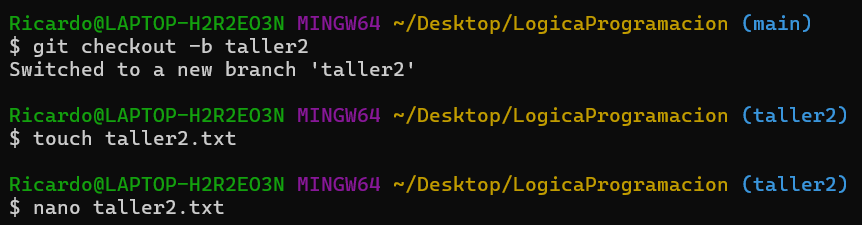 Ricardo@LAPTOP-H2R2EO3N MINGW64 ~/Desktop/LogicaProgramacion (main)
$ git checkout -b taller2
Switched to a new branch 'taller2'
Ricardo@LAPTOP-H2R2EO3N MINGW64 ~/Desktop/LogicaProgramacion (taller2)
$ touch taller2.txt
Ricardo@LAPTOP-H2R2EO3N MINGW64 ~/Desktop/LogicaProgramacion (taller2)
$ nano taller2.txt